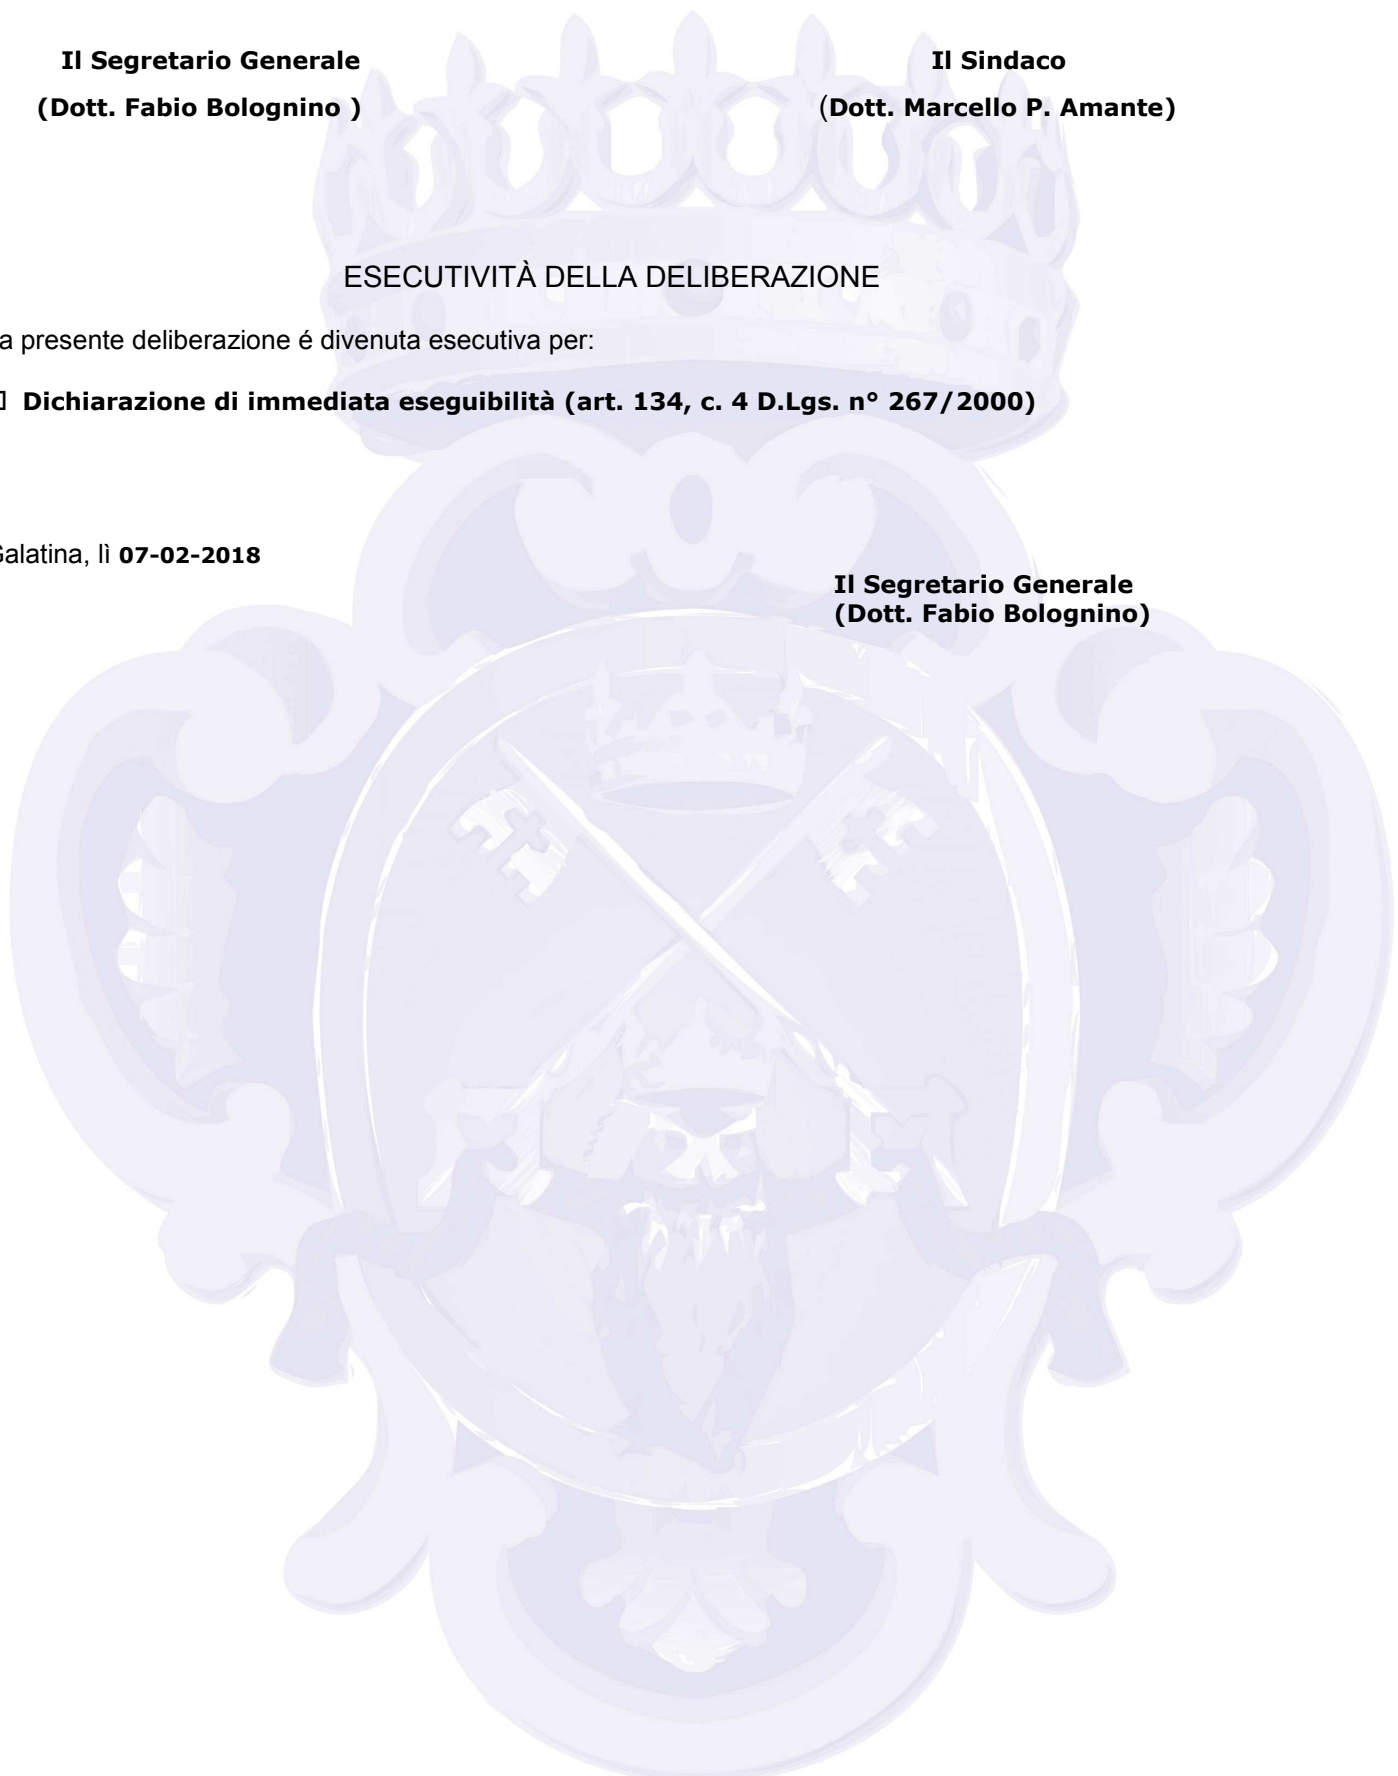 Il Segretario Generale Il Sindaco
(Dott. Fabio Bolognino ) (Dott. Marcello P. Amante)
ESECUTIVITÀ DELLA DELIBERAZIONE
a presente deliberazione é divenuta esecutiva per:
Dichiarazione di immediata eseguibilità (art. 134, c. 4 D.Lgs. n° 267/2000)
Galatina, lì 07-02-2018
Il Segretario Generale
(Dott. Fabio Bolognino)